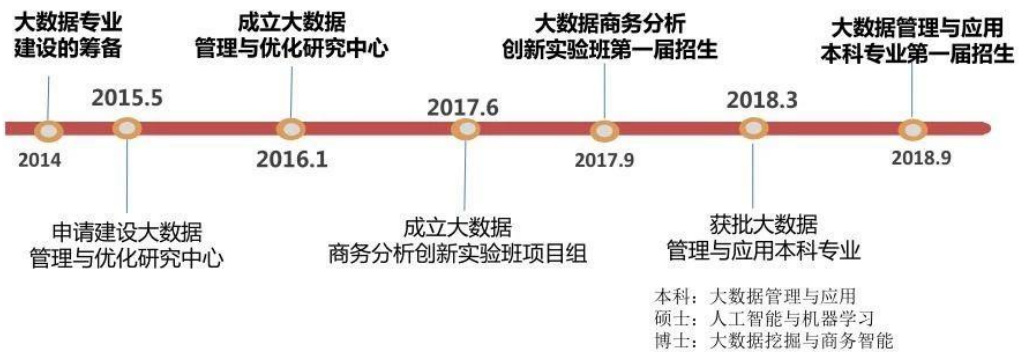 大数据专业
建设的筹备
成立大数据
管理与优化研究中心
大数据商务分析
创新实验班第一届招生
大数据管理与应用
本科专业第一届招生
2015.5
2017.6
2018.3
2014
2016.1
2017.9
2018.9
申请建设大数据
管理与优化研究中心
成立大数据
商务分析创新实验班项目组
获批大数据
管理与应用本科专业
本科：大数据管理与应用
硕士：人工智能与机器学习
博士：大数据挖掘与商务智能